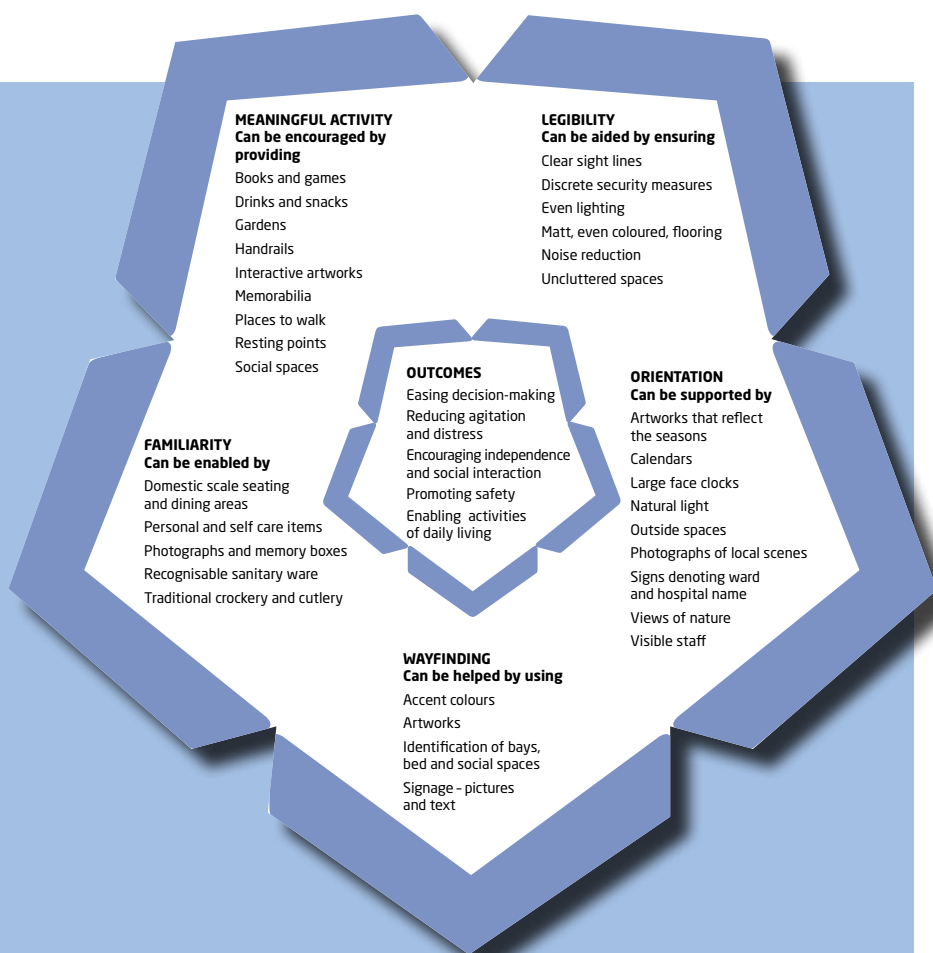 MEANINGFUL ACTIVITY
Can be encouraged by
providing
Books and games
Drinks and snacks
Gardens
Handrails
Interactive artworks
Memorabilia
Places to walk
Resting points
Social spaces
LEGIBILITY
Can be aided by ensuring
Clear sight lines
Discrete security measures
Even lighting
Matt, even coloured, flooring
Noise reduction
Uncluttered spaces
OUTCOMES
Easing decision-making
Reducing agitation
and distress
Encouraging independence
and social interaction
Promoting safety
Enabling activities
of daily living
ORIENTATION
Can be supported by
Artworks that reflect
the seasons
Calendars
Large face clocks
Natural light
Outside spaces
Photographs of local scenes
Signs denoting ward
and hospital name
Views of nature
Visible staff
FAMILIARITY
Can be enabled by
Domestic scale seating
and dining areas
Personal and self care items
Photographs and memory boxes
Recognisable sanitary ware
Traditional crockery and cutlery
WAYFINDING
Can be helped by using
Accent colours
Artworks
Identification of bays,
bed and social spaces
Signage – pictures
and text